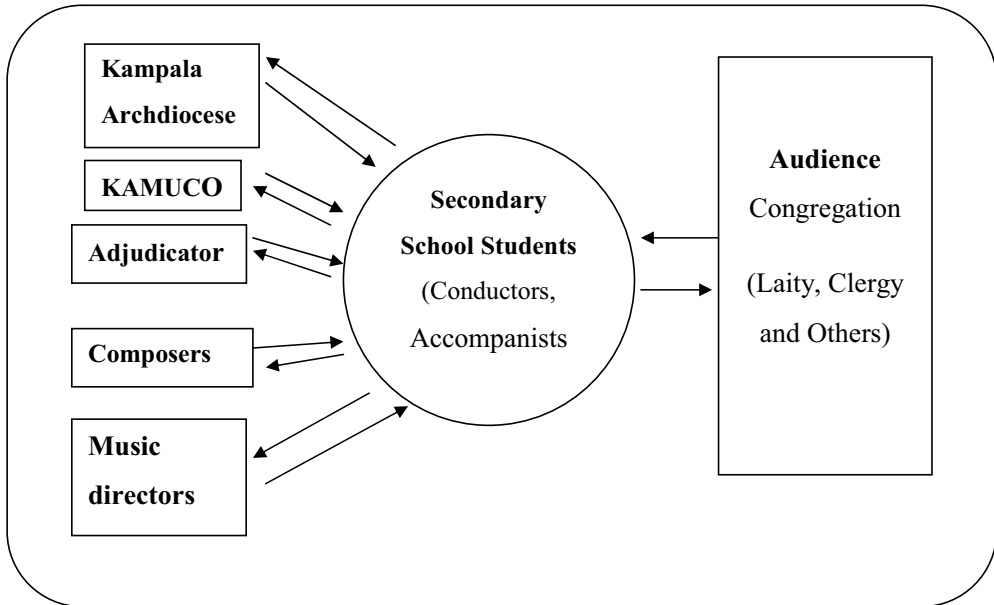 Kampala
Archdiocese
KAMUCO
Adjudicator
Composers
Music
directors
Secondary
School Students
(Conductors,
Accompanists
Audience
Congregation
(Laity, Clergy
and Others)